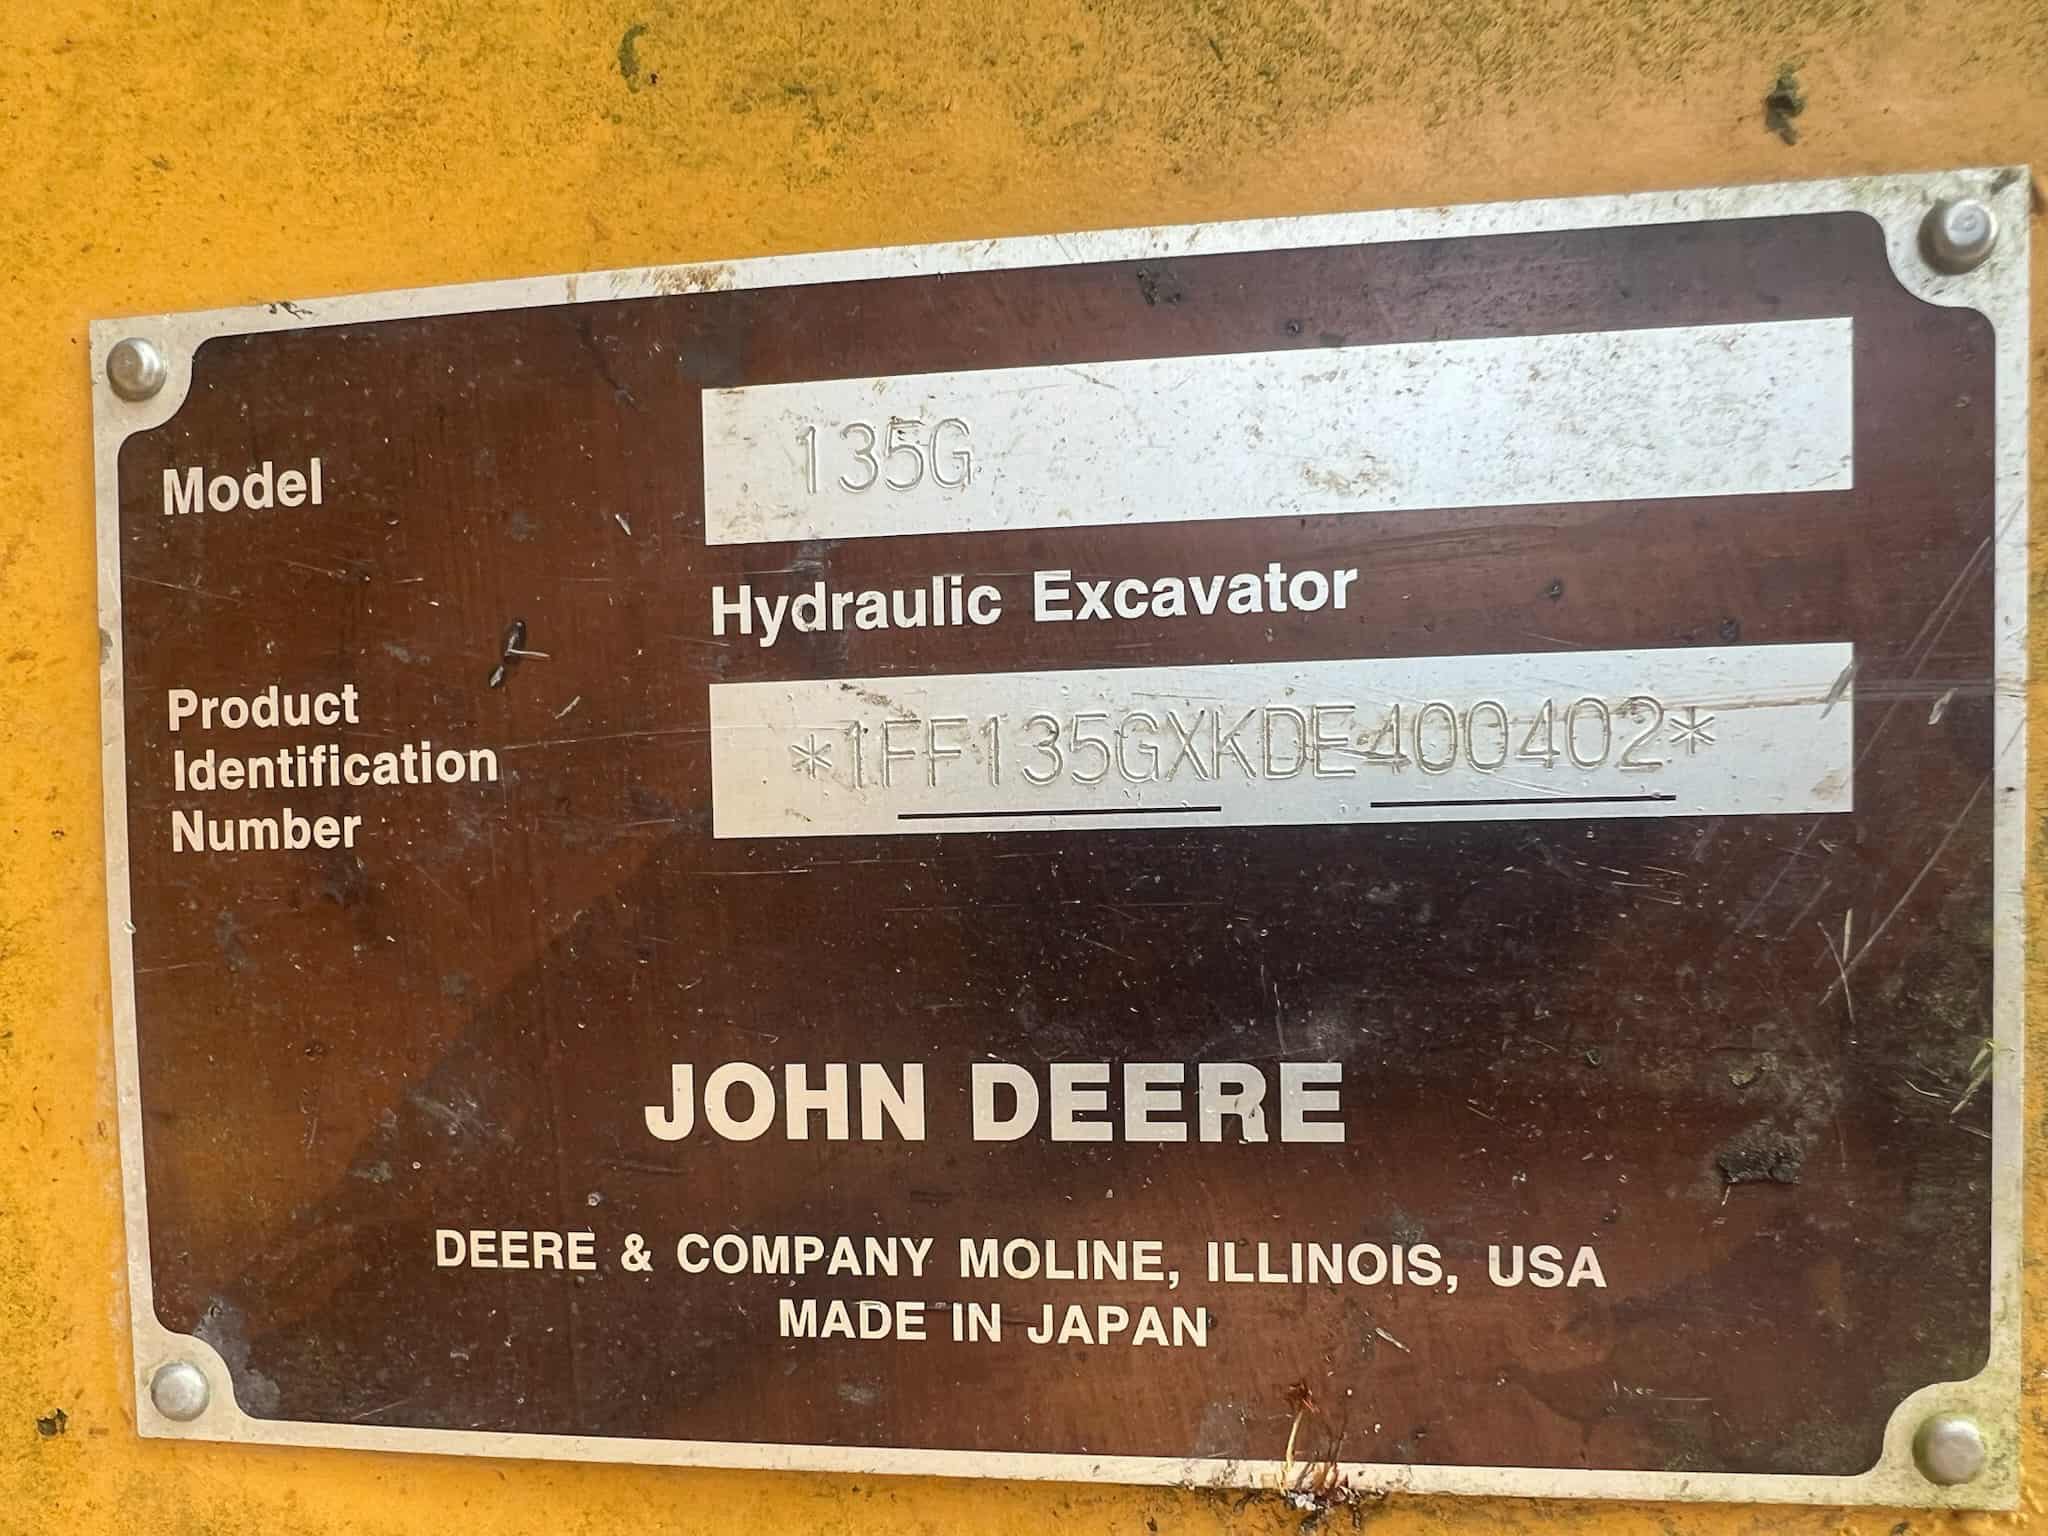 Model
135G
Hydraulic Excavator
Product
Identification
Number
*1FF135GXKDE400402*
JOHN DEERE
DEERE & COMPANY MOLINE, ILLINOIS, USA
MADE IN JAPAN